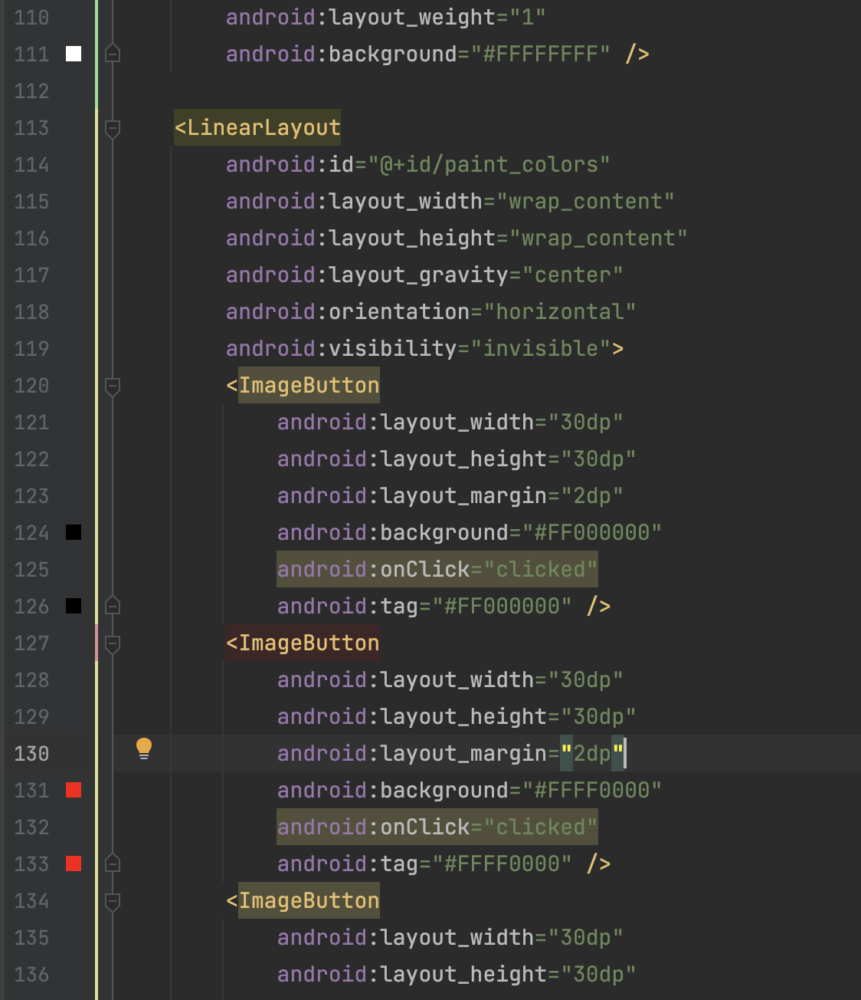 110 android:layout_weight="1"
111 android:background="#FFFFFFFF" />
112
113 <LinearLayout
114 android:id="@+id/paint_colors"
115 android:layout_width="wrap_content"
116 android:layout_height="wrap_content"
117 android:layout_gravity="center"
118 android:orientation="horizontal"
119 android:visibility="invisible">
120 <ImageButton
121 android:layout_width="30dp"
122 android:layout_height="30dp"
123 android:layout_margin="2dp"
124 android:background="#FF000000"
125 android:onClick="clicked"
126 android:tag="#FF000000" />
127 <ImageButton
128 android:layout_width="30dp"
129 android:layout_height="30dp"
130 android:layout_margin="2dp"
131 android:background="#FFFF0000"
132 android:onClick="clicked"
133 android:tag="#FFFF0000" />
134 <ImageButton
135 android:layout_width="30dp"
136 android:layout_height="30dp"